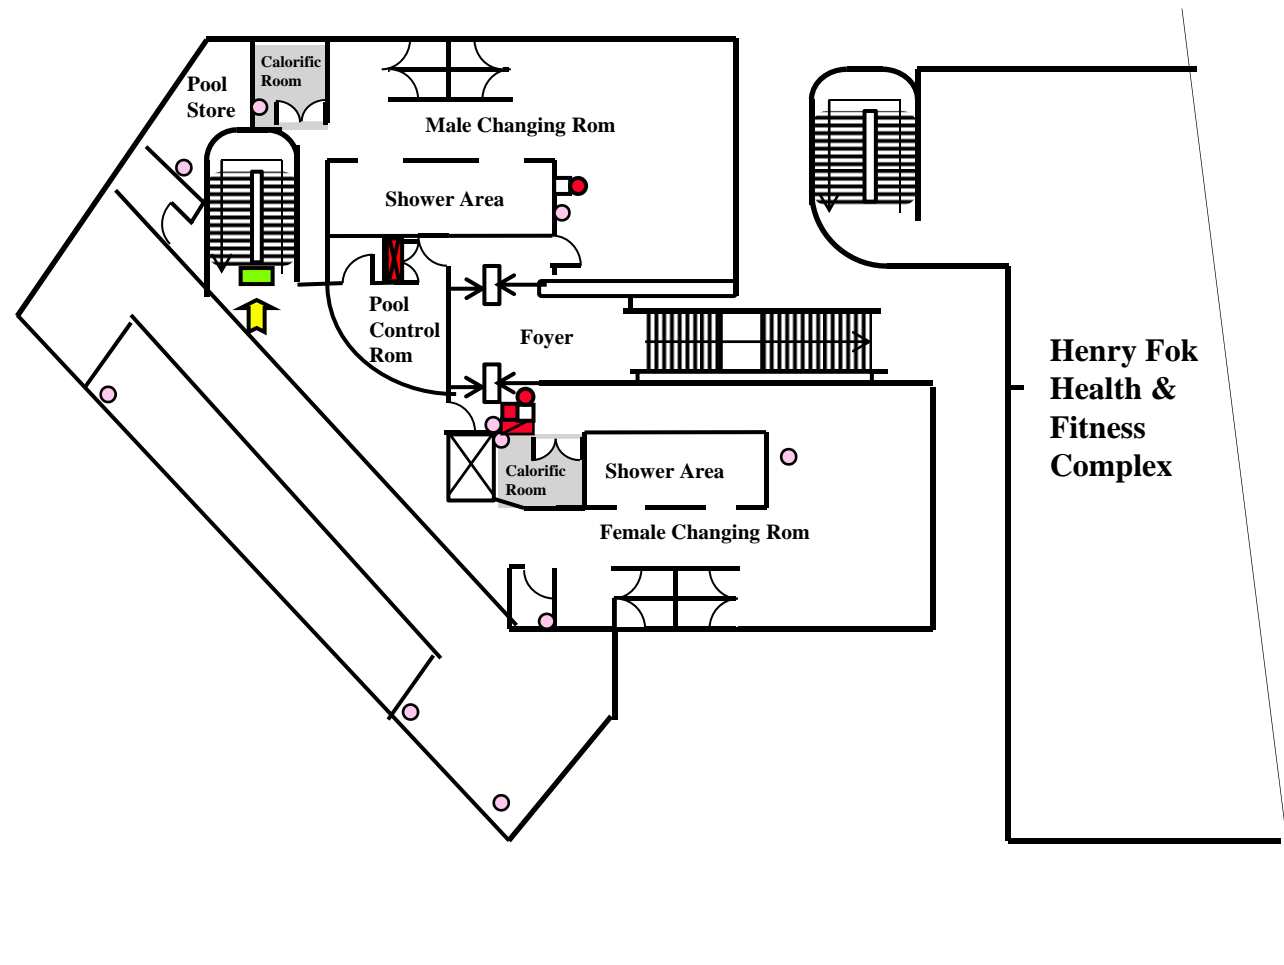 Calorific
Room
Pool
Store
Male Changing Rom
Shower Area
Pool
Control
Rom
Foyer
Henry Fok
Health &
Fitness
Complex
Calorific
Room
Shower Area
Female Changing Rom